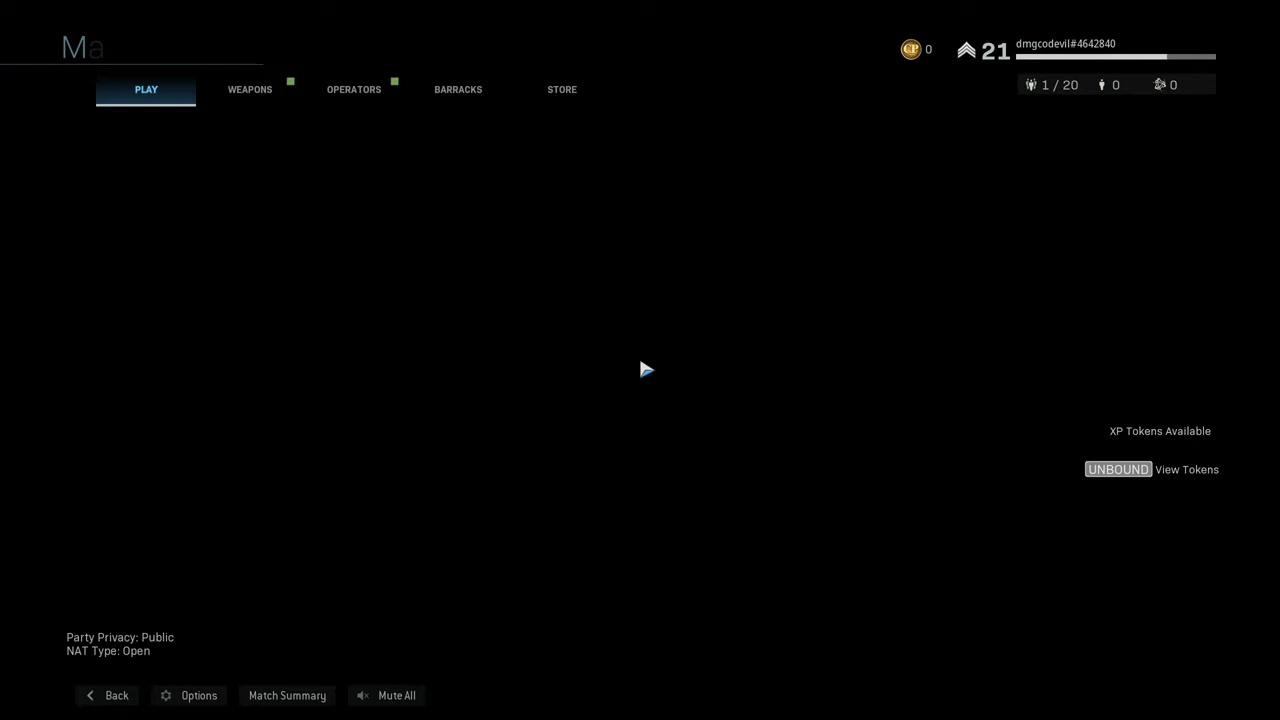 Ma
CP 0
21
dmgcodevil#4642840
PLAY
WEAPONS
OPERATORS
BARRACKS
STORE
1 / 20
0
0
XP Tokens Available
UNBOUND View Tokens
Party Privacy: Public
NAT Type: Open
Back
Options
Match Summary
Mute All